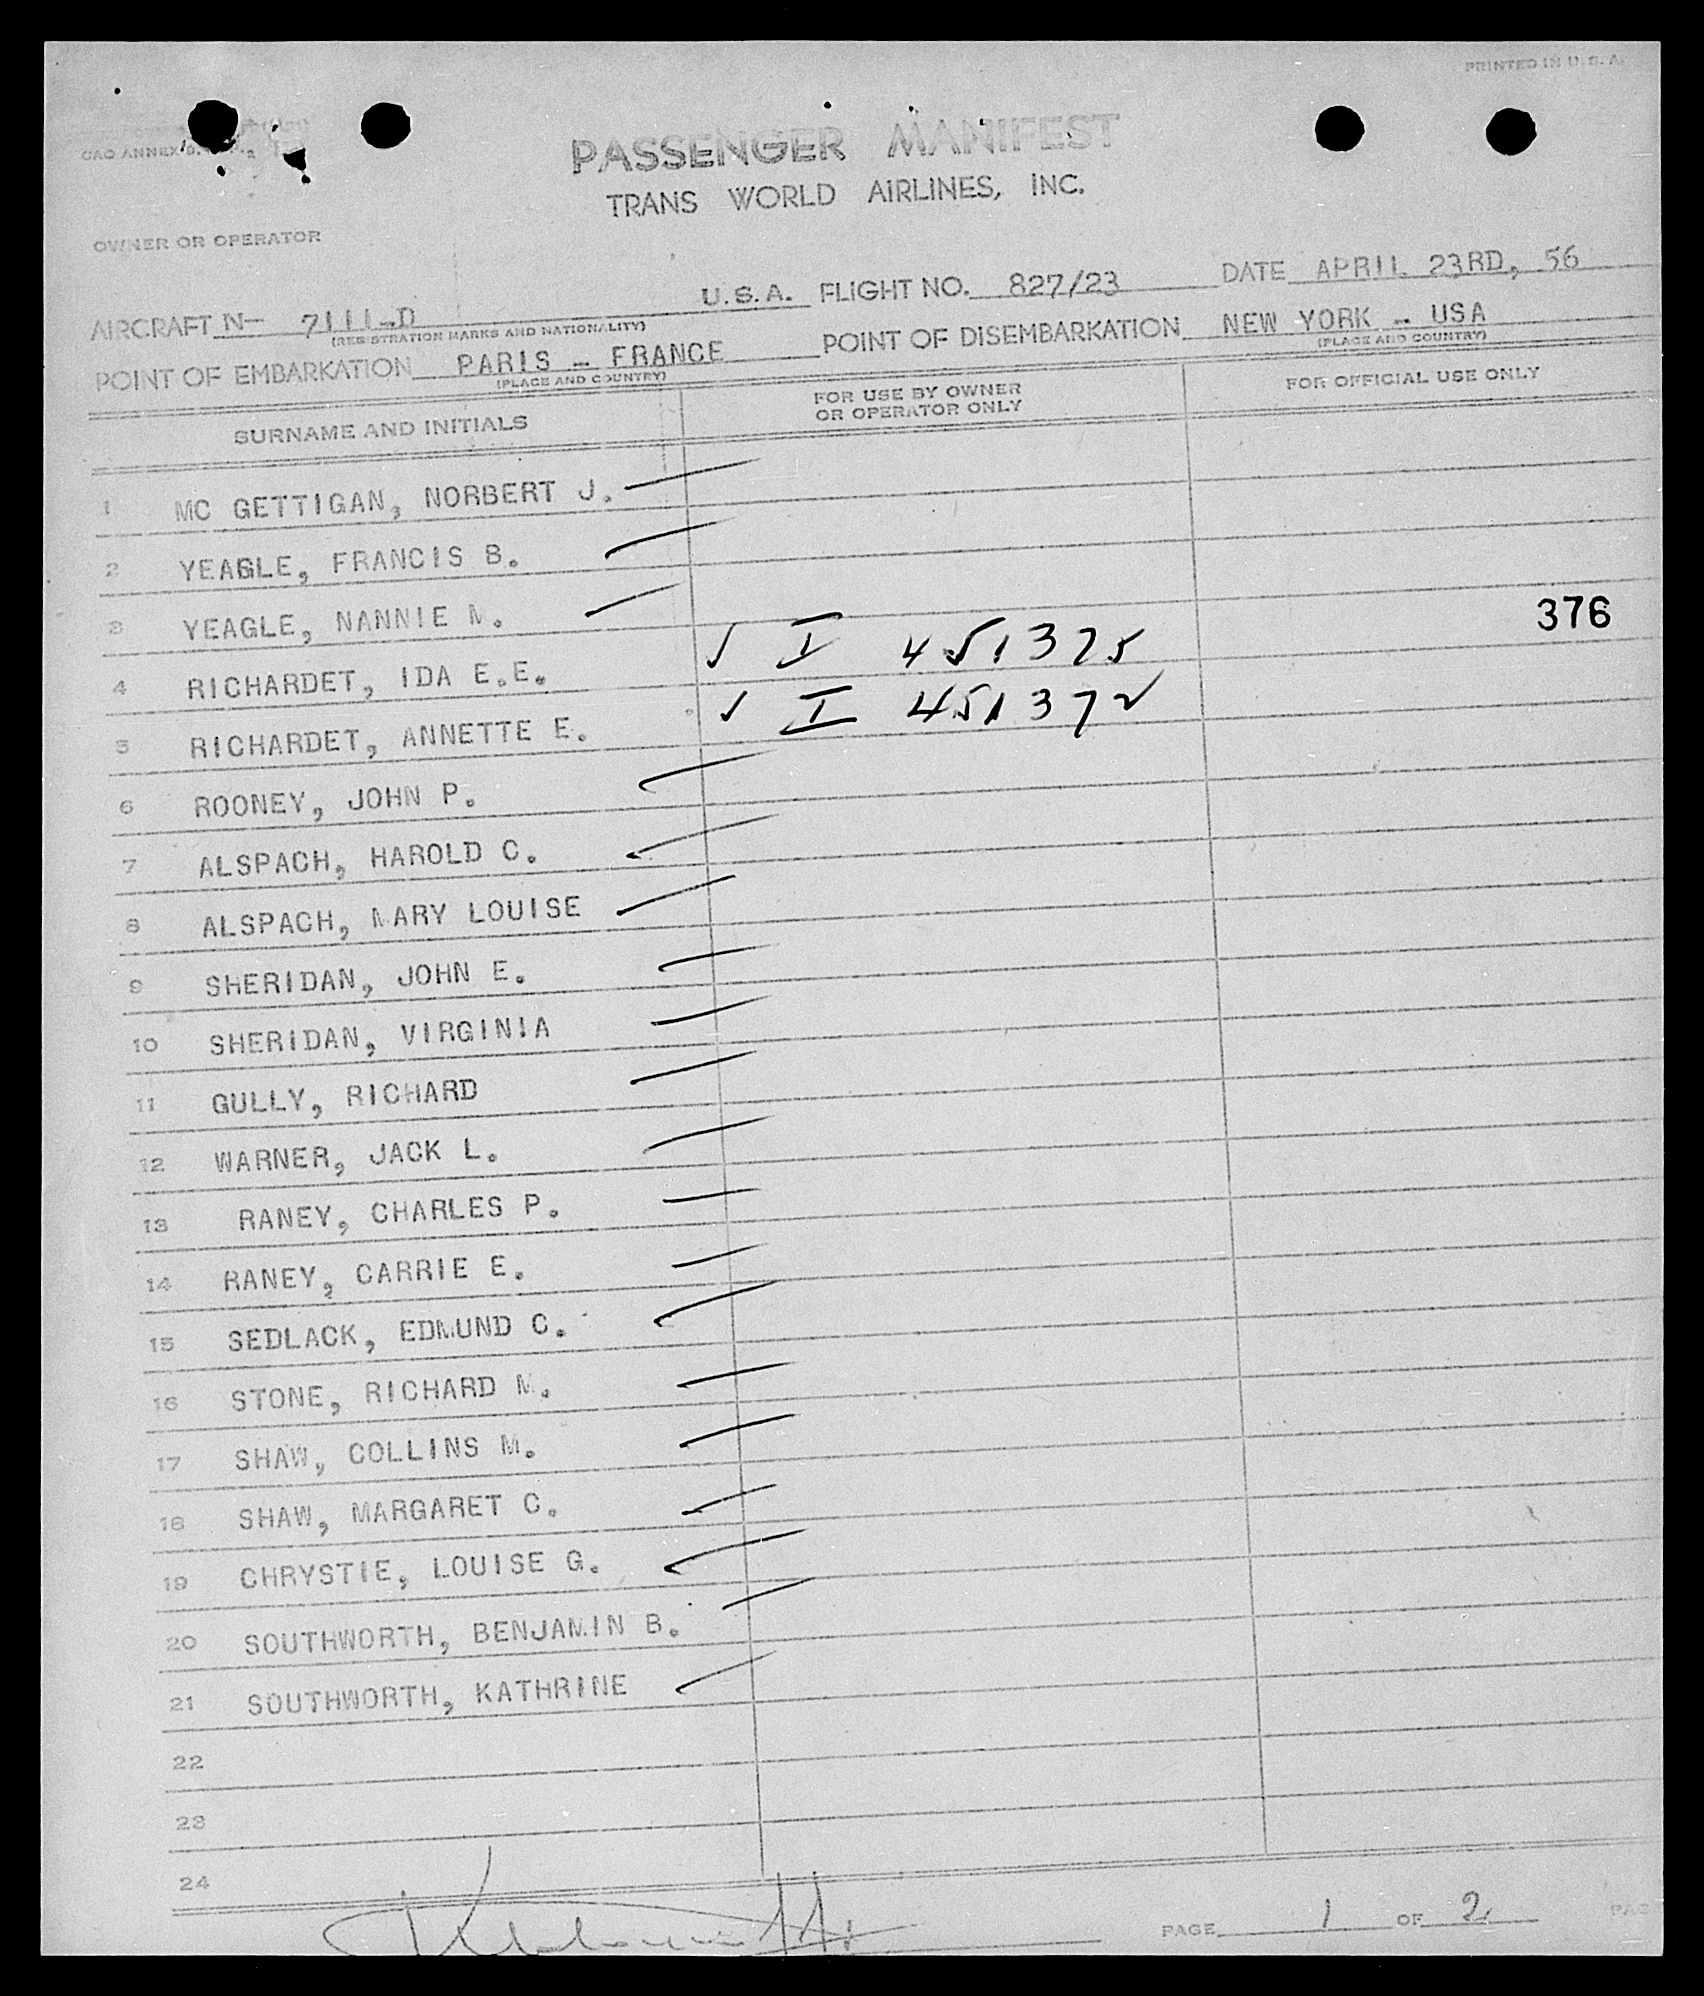 PRINTED IN U. S. A.
PASSENGER MANIFEST
TRANS WORLD AIRLINES, INC.
OWNER OR OPERATOR
AIRCRAFT N- 7111-D U.S.A. FLIGHT NO. 827/23 DATE APRIL 23RD, 56
(REGISTRATION MARKS AND NATIONALITY)
POINT OF EMBARKATION PARIS - FRANCE POINT OF DISEMBARKATION NEW YORK - USA
(PLACE AND COUNTRY) (PLACE AND COUNTRY)
SURNAME AND INITIALS FOR USE BY OWNER OR OPERATOR ONLY FOR OFFICIAL USE ONLY
1 MC GETTIGAN, NORBERT J.
2 YEAGLE, FRANCIS B.
3 YEAGLE, NANNIE M.
376
4 RICHARDET, IDA E.E. ✓ I 451375
5 RICHARDET, ANNETTE E. ✓ I 451372
6 ROONEY, JOHN P.
7 ALSPACH, HAROLD C.
8 ALSPACH, MARY LOUISE
9 SHERIDAN, JOHN E.
10 SHERIDAN, VIRGINIA
11 GULLY, RICHARD
12 WARNER, JACK L.
13 RANEY, CHARLES P.
14 RANEY, CARRIE E.
15 SEDLACK, EDMUND C.
16 STONE, RICHARD M.
17 SHAW, COLLINS M.
18 SHAW, MARGARET C.
19 CHRYSTIE, LOUISE G.
20 SOUTHWORTH, BENJAMIN B.
21 SOUTHWORTH, KATHRINE
22
23
24
PAGE 1 OF 2